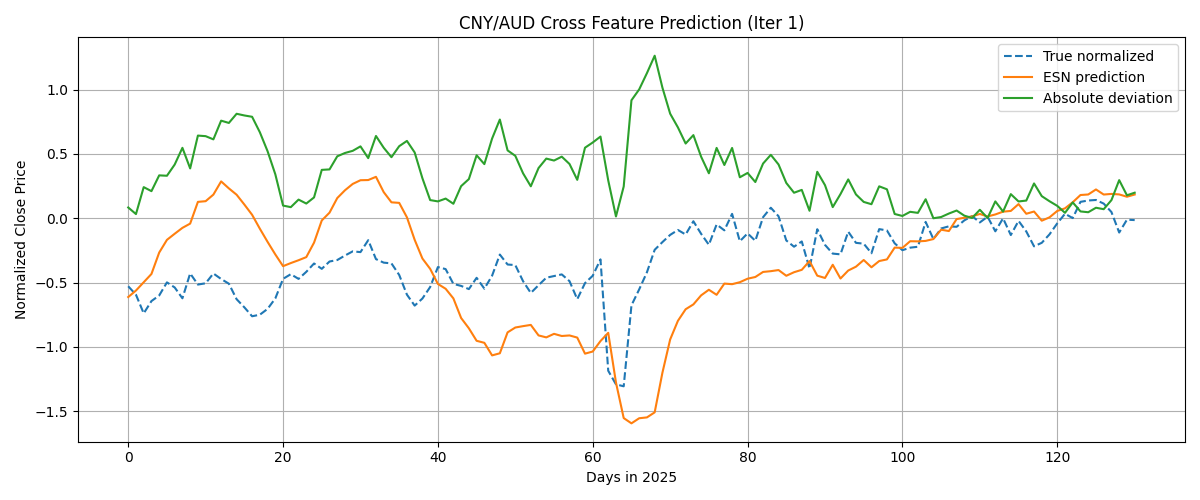 CNY/AUD Cross Feature Prediction (Iter 1)
True normalized
ESN prediction
Absolute deviation
Normalized Close Price
1.0
0.5
0.0
−0.5
−1.0
−1.5
0 20 40 60 80 100 120
Days in 2025